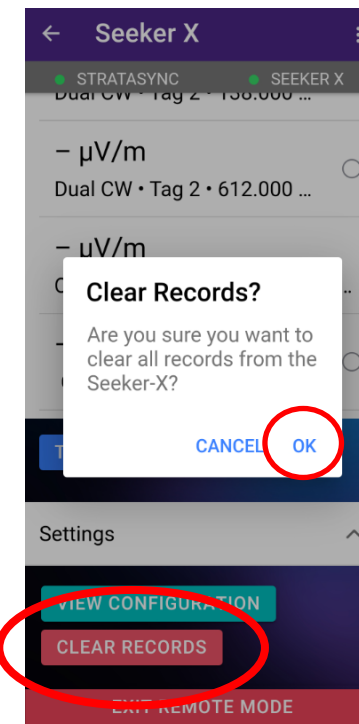 ← Seeker X
STRATASYNC SEEKER X
Dual CW • Tag 2 • 138.000 ...
– µV/m
Dual CW • Tag 2 • 612.000 ...
– µV/m
Clear Records?
Are you sure you want to
clear all records from the
Seeker-X?
CANCEL OK
T
Settings
VIEW CONFIGURATION
CLEAR RECORDS
EXIT REMOTE MODE